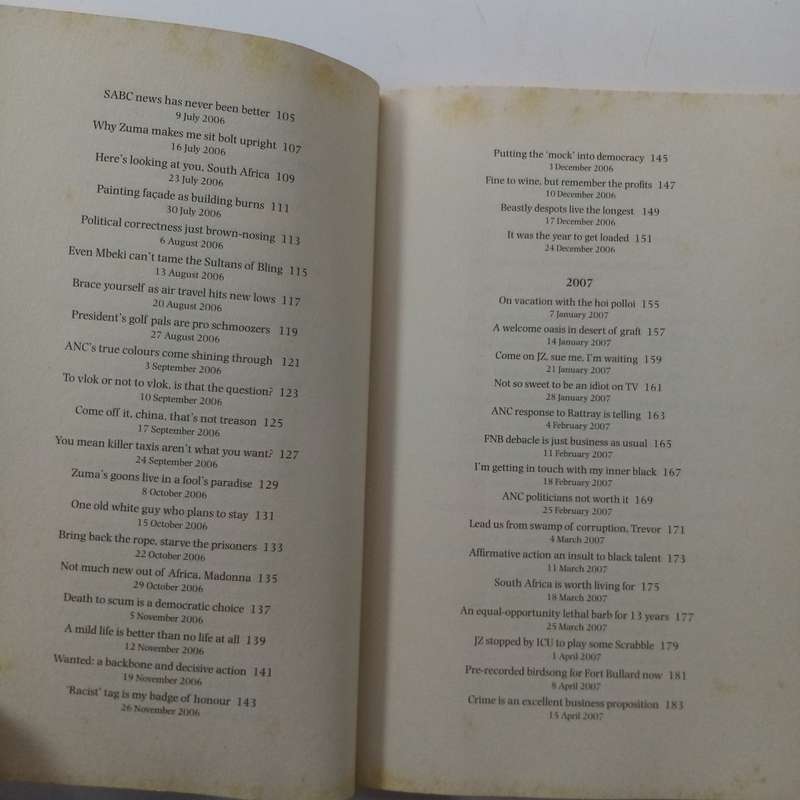 SABC news has never been better 105
9 July 2006
Why Zuma makes me sit bolt upright 107
16 July 2006
Here's looking at you, South Africa 109
23 July 2006
Painting façade as building burns 111
30 July 2006
Political correctness just brown-nosing 113
6 August 2006
Even Mbeki can't tame the Sultans of Bling 115
13 August 2006
Brace yourself as air travel hits new lows 117
20 August 2006
President's golf pals are pro schmoozers 119
27 August 2006
ANC's true colours come shining through 121
3 September 2006
To vlok or not to vlok, is that the question? 123
10 September 2006
Come off it, china, that's not treason 125
17 September 2006
You mean killer taxis aren't what you want? 127
24 September 2006
Zuma's goons live in a fool's paradise 129
8 October 2006
One old white guy who plans to stay 131
15 October 2006
Bring back the rope, starve the prisoners 133
22 October 2006
Not much new out of Africa, Madonna 135
29 October 2006
Death to scum is a democratic choice 137
5 November 2006
A mild life is better than no life at all 139
12 November 2006
Wanted: a backbone and decisive action 141
19 November 2006
'Racist' tag is my badge of honour 143
26 November 2006
Putting the 'mock' into democracy 145
3 December 2006
Fine to wine, but remember the profits 147
10 December 2006
Beastly despots live the longest 149
17 December 2006
It was the year to get loaded 151
24 December 2006
2007
On vacation with the hoi polloi 155
7 January 2007
A welcome oasis in desert of graft 157
14 January 2007
Come on JZ, sue me, I'm waiting 159
21 January 2007
Not so sweet to be an idiot on TV 161
28 January 2007
ANC response to Rattray is telling 163
4 February 2007
FNB debacle is just business as usual 165
11 February 2007
I'm getting in touch with my inner black 167
18 February 2007
ANC politicians not worth it 169
25 February 2007
Lead us from swamp of corruption, Trevor 171
4 March 2007
Affirmative action an insult to black talent 173
11 March 2007
South Africa is worth living for 175
18 March 2007
An equal-opportunity lethal barb for 13 years 177
25 March 2007
JZ stopped by ICU to play some Scrabble 179
1 April 2007
Pre-recorded birdsong for Fort Bullard now 181
8 April 2007
Crime is an excellent business proposition 183
15 April 2007